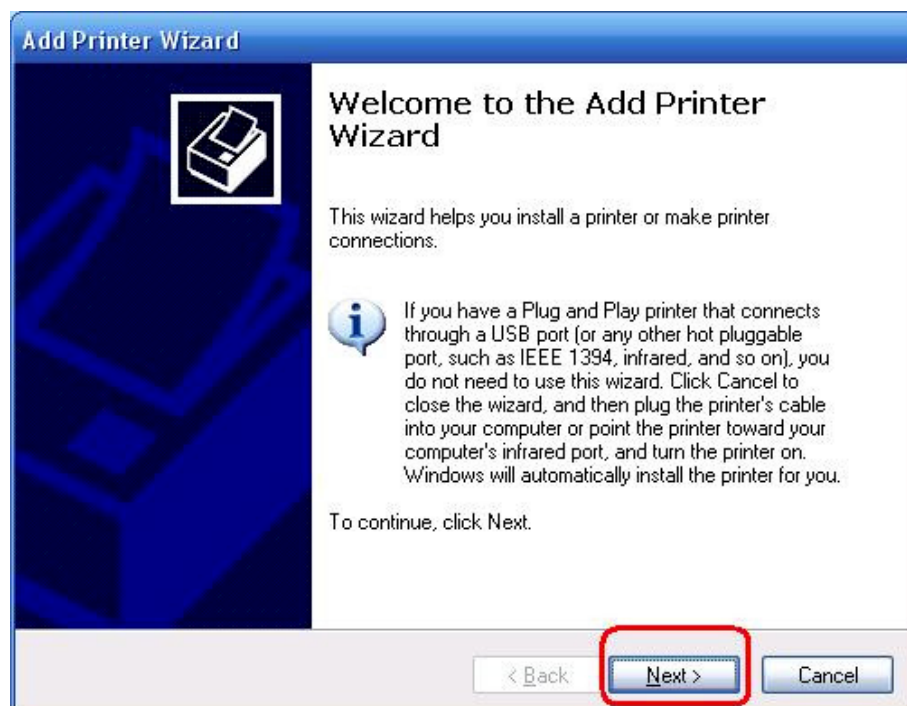 Add Printer Wizard
Welcome to the Add Printer
Wizard
This wizard helps you install a printer or make printer
connections.
If you have a Plug and Play printer that connects
through a USB port (or any other hot pluggable
port, such as IEEE 1394, infrared, and so on), you
do not need to use this wizard. Click Cancel to
close the wizard, and then plug the printer's cable
into your computer or point the printer toward your
computer's infrared port, and turn the printer on.
Windows will automatically install the printer for you.
To continue, click Next.
< Back Next > Cancel